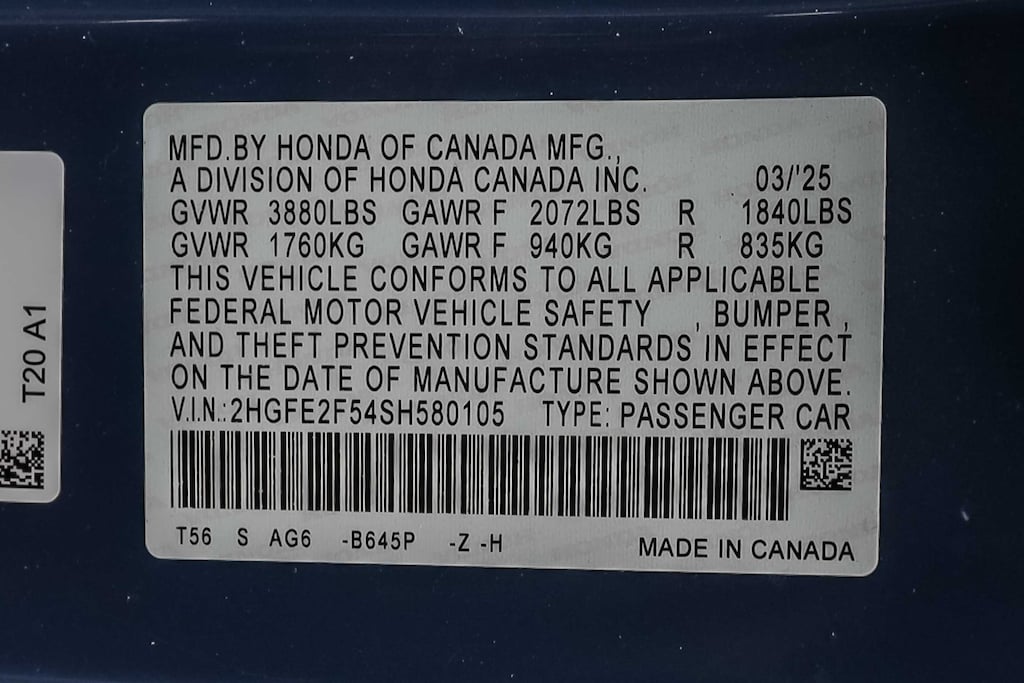 MFD.BY HONDA OF CANADA MFG.,
A DIVISION OF HONDA CANADA INC. 03/'25
GVWR 3880LBS GAWR F 2072LBS R 1840LBS
GVWR 1760KG GAWR F 940KG R 835KG
THIS VEHICLE CONFORMS TO ALL APPLICABLE
FEDERAL MOTOR VEHICLE SAFETY , BUMPER ,
AND THEFT PREVENTION STANDARDS IN EFFECT
ON THE DATE OF MANUFACTURE SHOWN ABOVE.
V.I.N.:2HGFE2F54SH580105 TYPE: PASSENGER CAR
T56 S AG6 -B645P -Z -H MADE IN CANADA
T20 A1